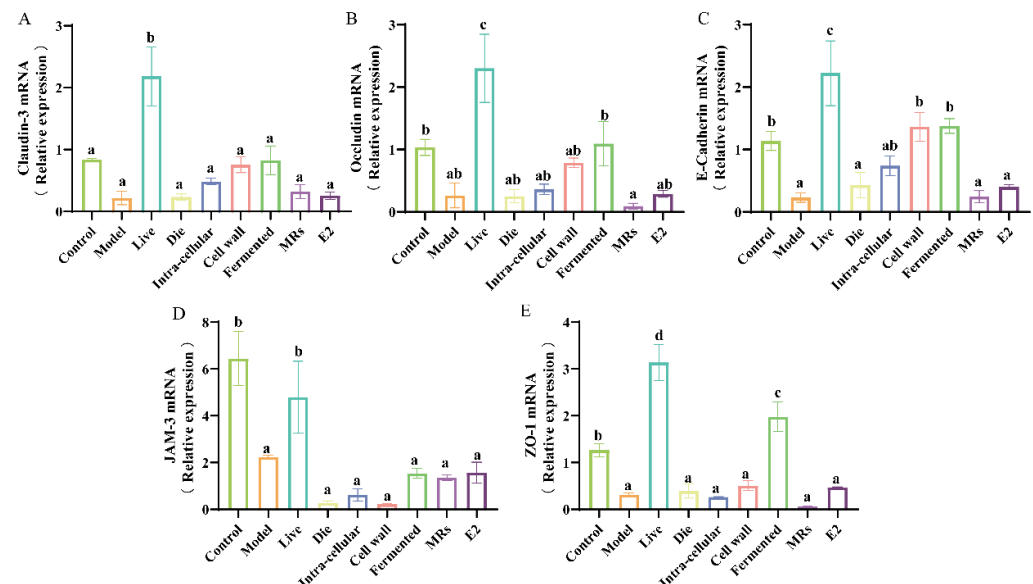 A
Claudin-3 mRNA
( Relative expression )
3
2
1
0
a
a
b
a
a
a
a
a
a
Control
Model
Live
Die
Intra-cellular
Cell wall
Fermented
MRs
E2
B
Occludin mRNA
( Relative expression)
3
2
1
0
b
ab
c
ab
ab
ab
b
a
ab
Control
Model
Live
Die
Intra-cellular
Cell wall
Fermented
MRs
E2
C
E-Cadherin mRNA
( Relative expression)
3
2
1
0
b
a
c
a
ab
b
b
a
a
Control
Model
Live
Die
Intra-cellular
Cell wall
Fermented
MRs
E2
D
JAM-3 mRNA
( Relative expression )
8
6
4
2
0
b
a
b
a
a
a
a
a
a
Control
Model
Live
Die
Intra-cellular
Cell wall
Fermented
MRs
E2
E
ZO-1 mRNA
( Relative expression )
4
3
2
1
0
b
a
d
a
a
a
c
a
a
Control
Model
Live
Die
Intra-cellular
Cell wall
Fermented
MRs
E2